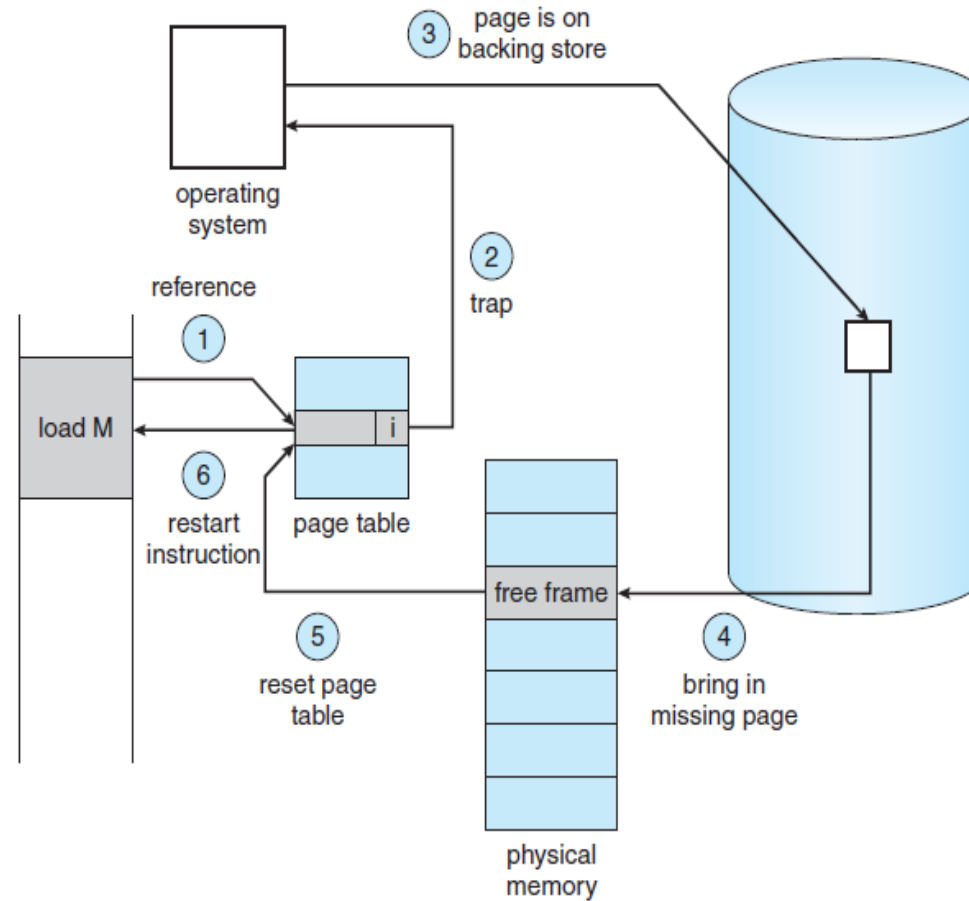 3
page is on
backing store
operating
system
2
trap
reference
1
load M
i
6
restart
instruction
page table
free frame
5
reset page
table
4
bring in
missing page
physical
memory